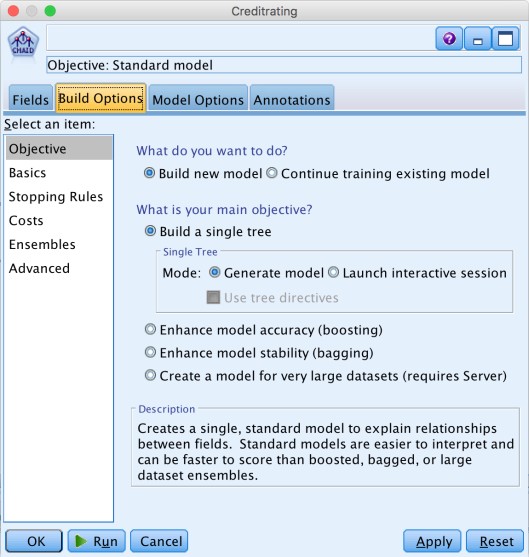 Creditrating
CHAID
?
Objective: Standard model
Fields Build Options Model Options Annotations
Select an item:
Objective
Basics
Stopping Rules
Costs
Ensembles
Advanced
What do you want to do?
Build new model Continue training existing model
What is your main objective?
Build a single tree
Single Tree
Mode: Generate model Launch interactive session
Use tree directives
Enhance model accuracy (boosting)
Enhance model stability (bagging)
Create a model for very large datasets (requires Server)
Description
Creates a single, standard model to explain relationships
between fields. Standard models are easier to interpret and
can be faster to score than boosted, bagged, or large
dataset ensembles.
OK Run Cancel Apply Reset